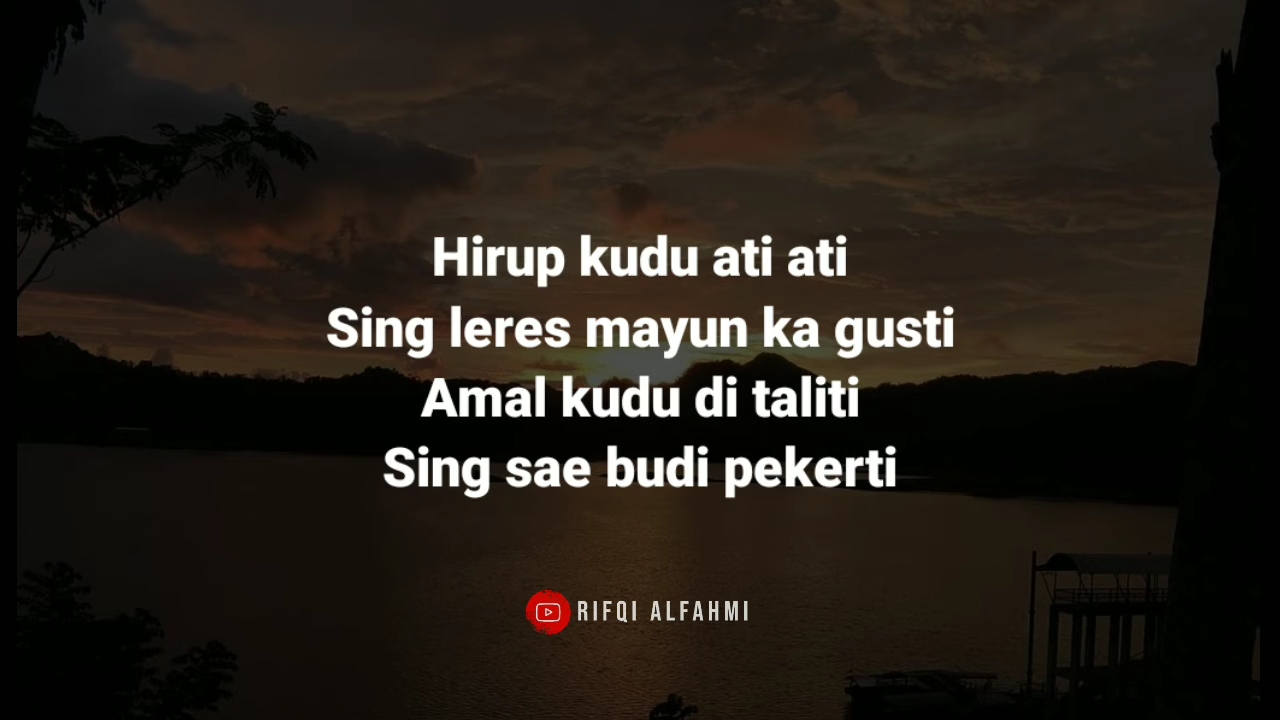 Hirup kudu ati ati
Sing leres mayun ka gusti
Amal kudu di taliti
Sing sae budi pekerti
RIFQI ALFAHMI